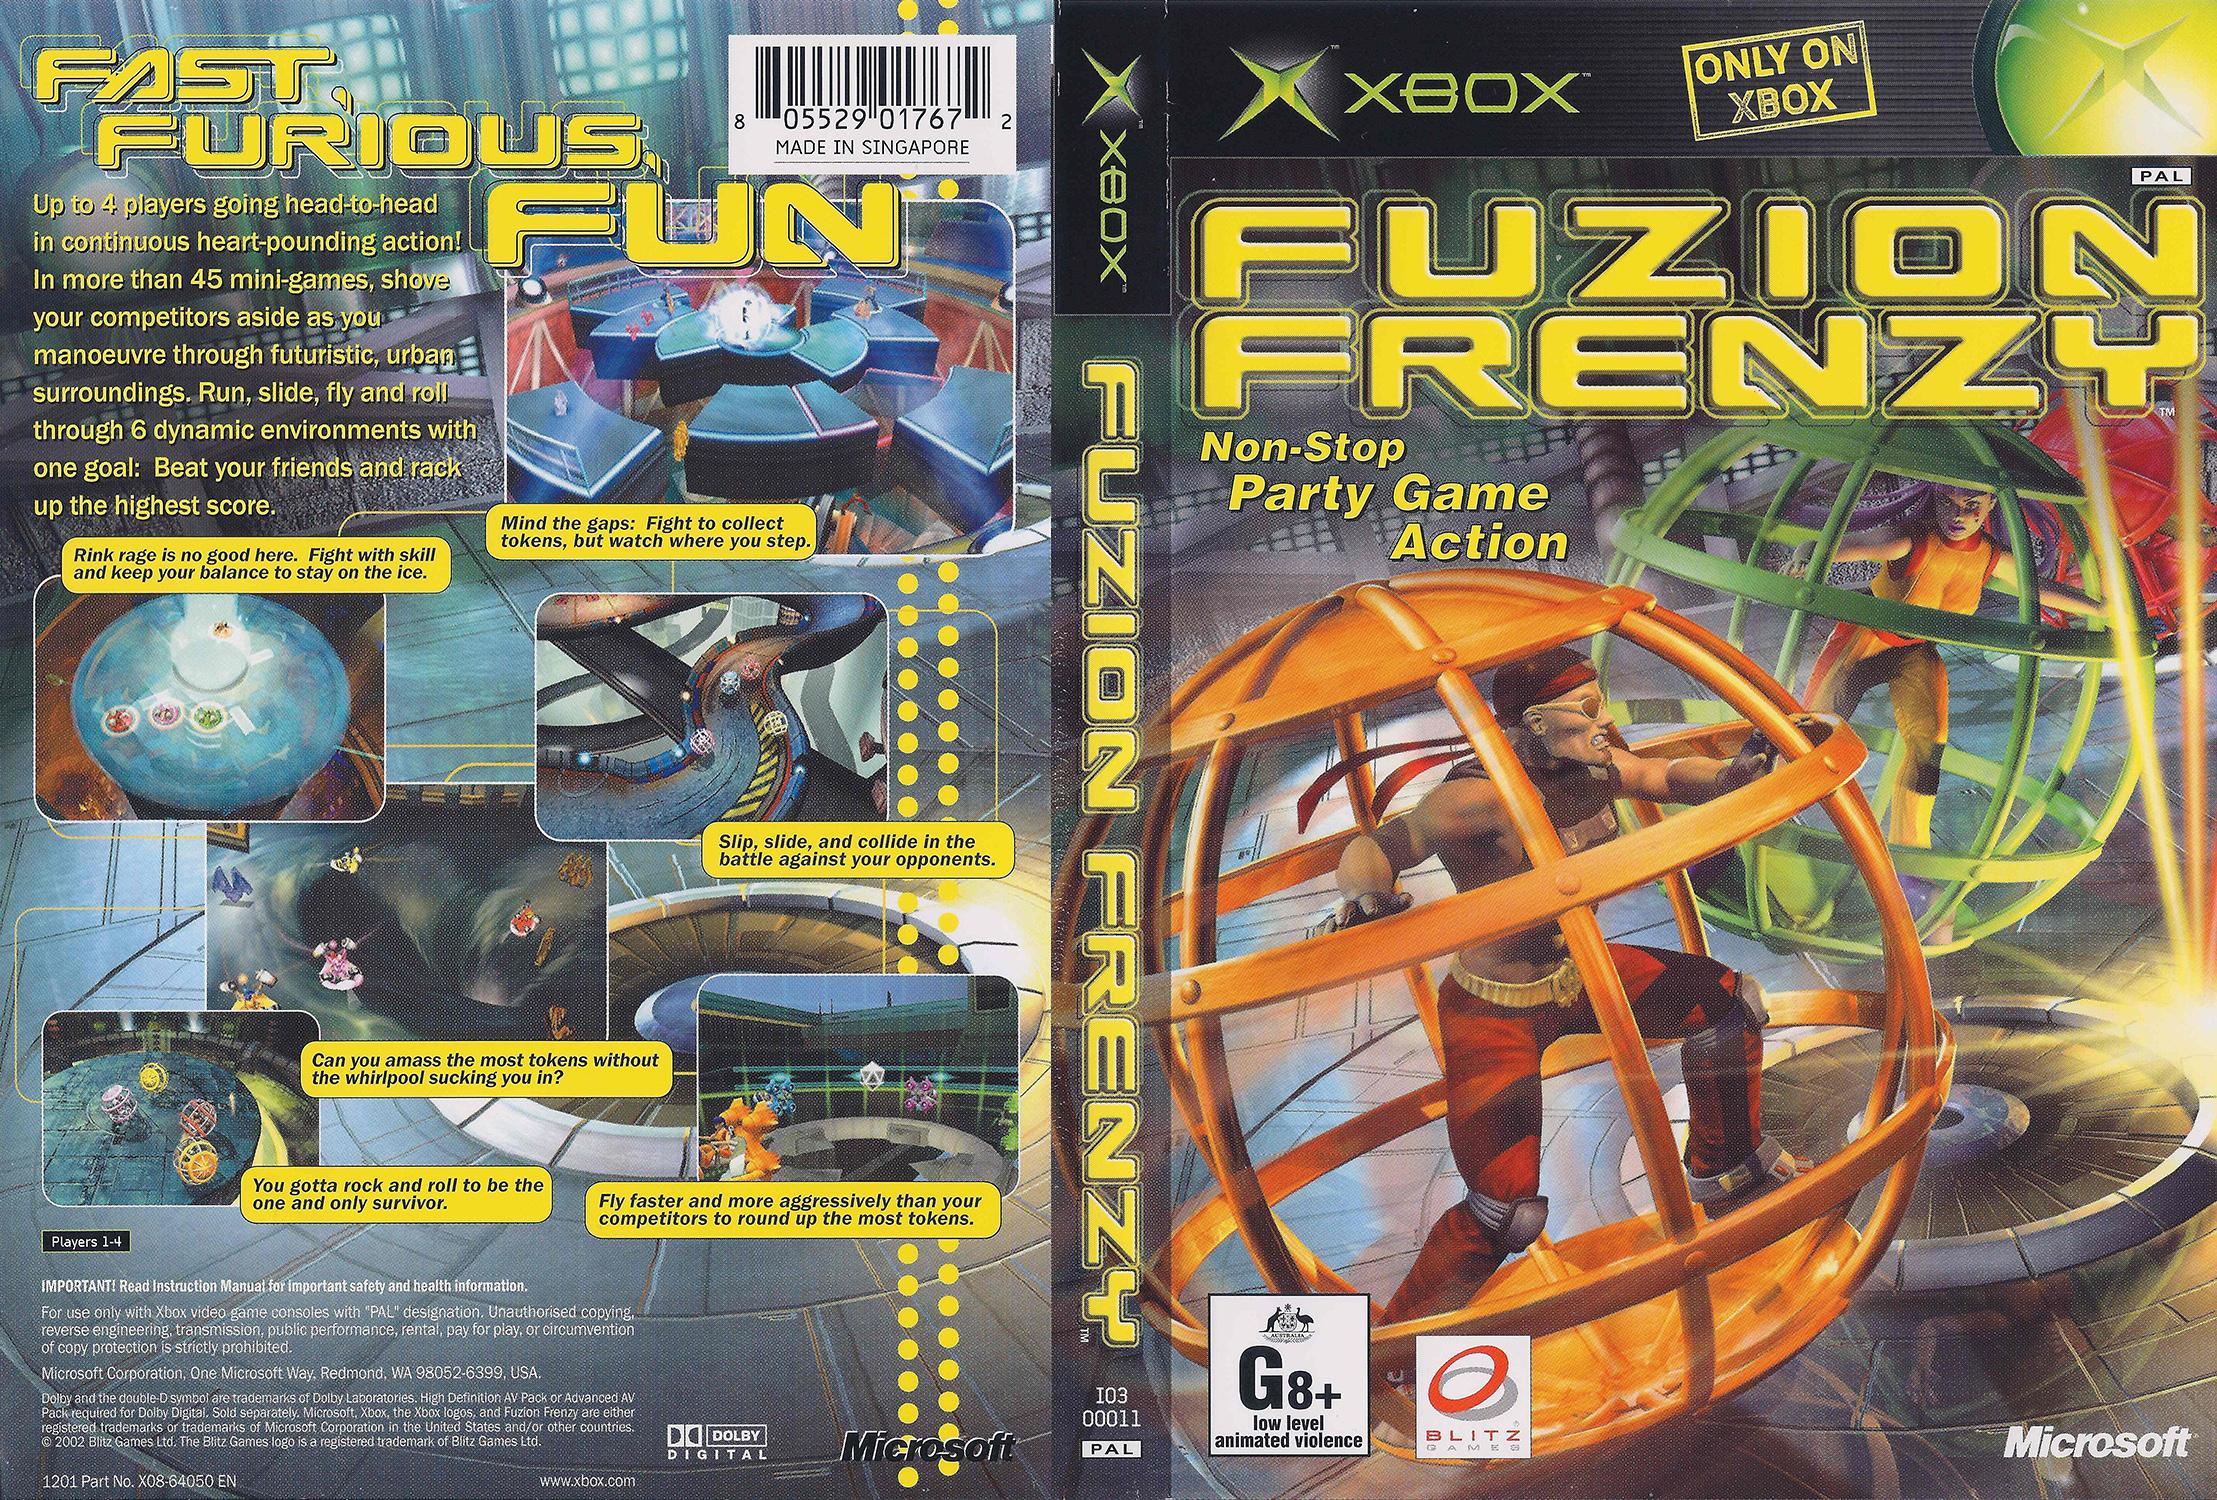 FAST,
FURIOUS,
FUN
8 05529 01767 2
MADE IN SINGAPORE
Up to 4 players going head-to-head
in continuous heart-pounding action!
In more than 45 mini-games, shove
your competitors aside as you
manoeuvre through futuristic, urban
surroundings. Run, slide, fly and roll
through 6 dynamic environments with
one goal: Beat your friends and rack
up the highest score.
Mind the gaps: Fight to collect
tokens, but watch where you step.
Rink rage is no good here. Fight with skill
and keep your balance to stay on the ice.
Slip, slide, and collide in the
battle against your opponents.
Can you amass the most tokens without
the whirlpool sucking you in?
You gotta rock and roll to be the
one and only survivor.
Fly faster and more aggressively than your
competitors to round up the most tokens.
Players 1-4
IMPORTANT! Read Instruction Manual for important safety and health information.
For use only with Xbox video game consoles with "PAL" designation. Unauthorised copying,
reverse engineering, transmission, public performance, rental, pay for play, or circumvention
of copy protection is strictly prohibited.
Microsoft Corporation, One Microsoft Way, Redmond, WA 98052-6399, USA.
Dolby and the double-D symbol are trademarks of Dolby Laboratories. High Definition AV Pack or Advanced AV
Pack required for Dolby Digital. Sold separately. Microsoft, Xbox, the Xbox logos, and Fuzion Frenzy are either
registered trademarks or trademarks of Microsoft Corporation in the United States and/or other countries.
© 2002 Blitz Games Ltd. The Blitz Games logo is a registered trademark of Blitz Games Ltd.
1201 Part No. X08-64050 EN
www.xbox.com
DOLBY
DIGITAL
Microsoft
XBOX™
FUZION FRENZY™
I03
00011
PAL
XBOX™
ONLY ON
XBOX
PAL
FUZION
FRENZY™
Non-Stop
Party Game
Action
AUSTRALIA
G8+
low level
animated violence
BLITZ®
GAMES
Microsoft®